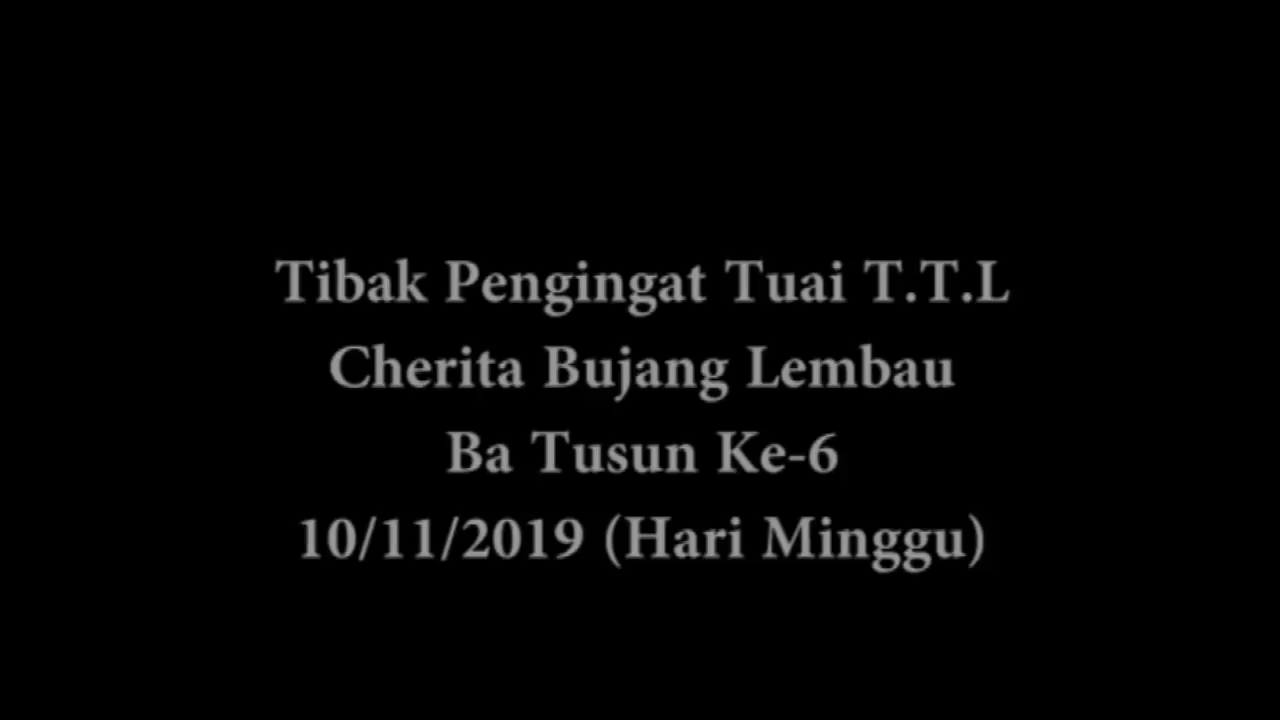 Tibak Pengingat Tuai T.T.L
Cherita Bujang Lembau
Ba Tusun Ke-6
10/11/2019 (Hari Minggu)